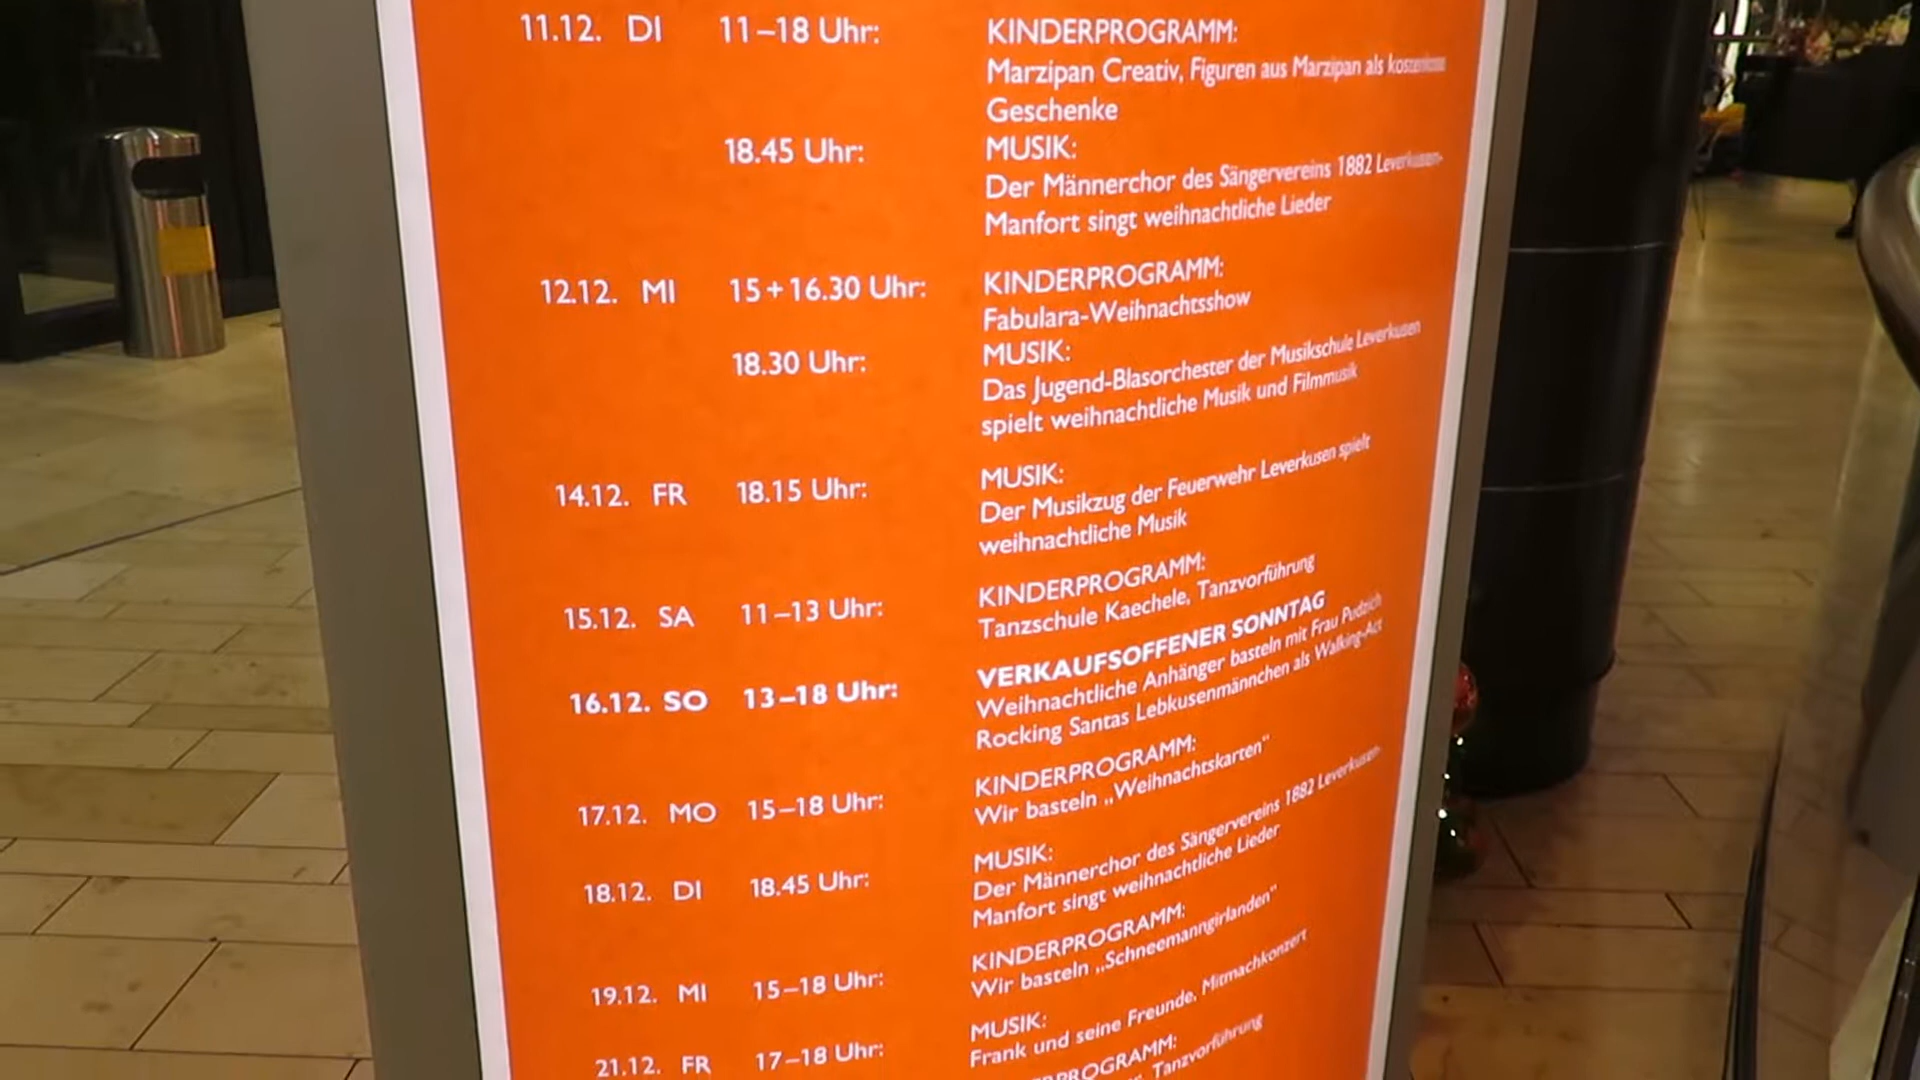 11.12. DI 11–18 Uhr: KINDERPROGRAMM:
Marzipan Creativ, Figuren aus Marzipan als kostenlose
Geschenke
18.45 Uhr: MUSIK:
Der Männerchor des Sängervereins 1882 Leverkusen-
Manfort singt weihnachtliche Lieder
12.12. MI 15+16.30 Uhr: KINDERPROGRAMM:
Fabulara-Weihnachtsshow
18.30 Uhr: MUSIK:
Das Jugend-Blasorchester der Musikschule Leverkusen
spielt weihnachtliche Musik und Filmmusik
14.12. FR 18.15 Uhr: MUSIK:
Der Musikzug der Feuerwehr Leverkusen spielt
weihnachtliche Musik
15.12. SA 11–13 Uhr: KINDERPROGRAMM:
Tanzschule Kaechele, Tanzvorführung
16.12. SO 13–18 Uhr: VERKAUFSOFFENER SONNTAG
Weihnachtliche Anhänger basteln mit Frau
Rocking Santas Lebkusenmännchen als Walking-Act
17.12. MO 15–18 Uhr: KINDERPROGRAMM:
Wir basteln „Weihnachtskarten“
18.12. DI 18.45 Uhr: MUSIK:
Der Männerchor des Sängervereins 1882 Leverkusen-
Manfort singt weihnachtliche Lieder
19.12. MI 15–18 Uhr: KINDERPROGRAMM:
Wir basteln „Schneemanngirlanden“
21.12. FR 17–18 Uhr: MUSIK:
Frank und seine Freunde, Mitmachkonzert
Tanzvorführung